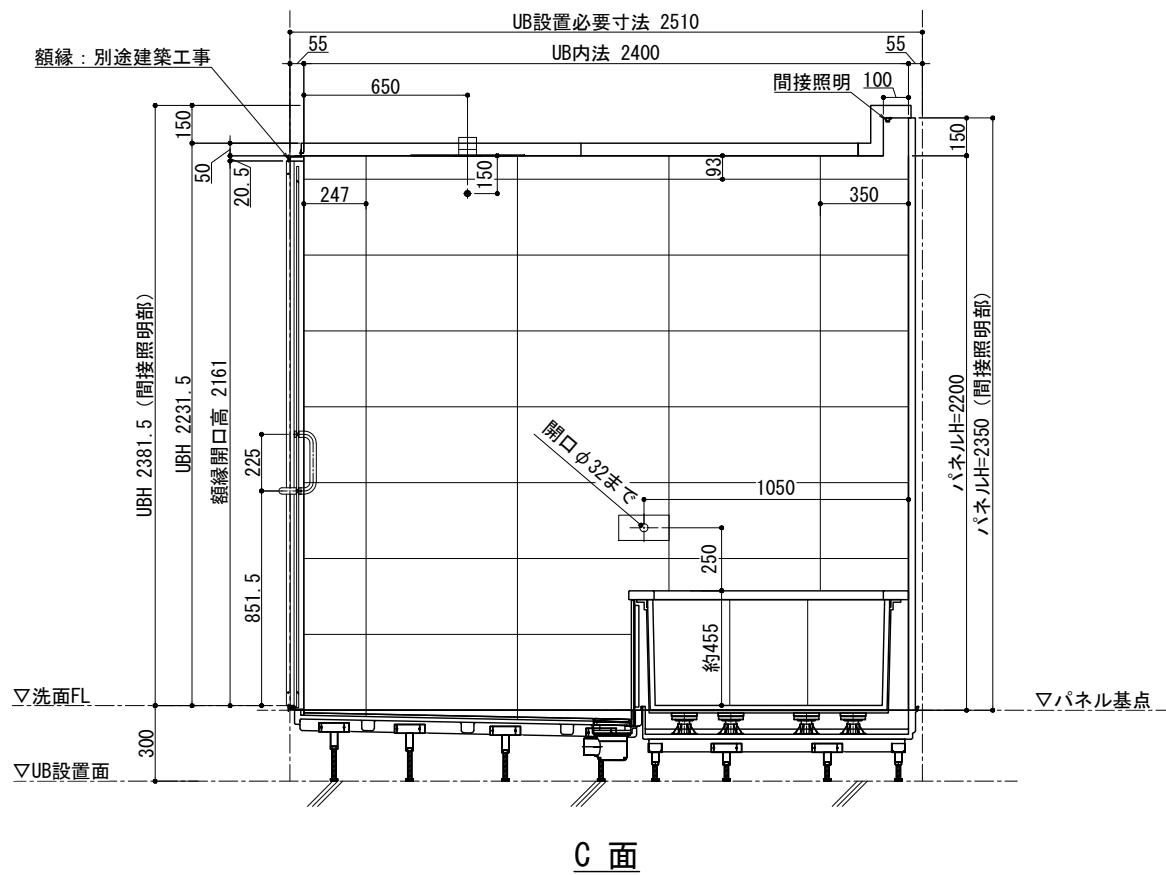 UB設置必要寸法 2510
55
UB内法 2400
55
額縁：別途建築工事
650
間接照明
100
150
150
50
20.5
150
93
247
350
UBH 2381.5 (間接照明部)
UBH 2231.5
額縁開口高 2161
225
851.5
開口φ32まで
1050
250
約455
パネルH=2200
パネルH=2350 (間接照明部)
▽洗面FL
▽パネル基点
300
▽UB設置面
C 面